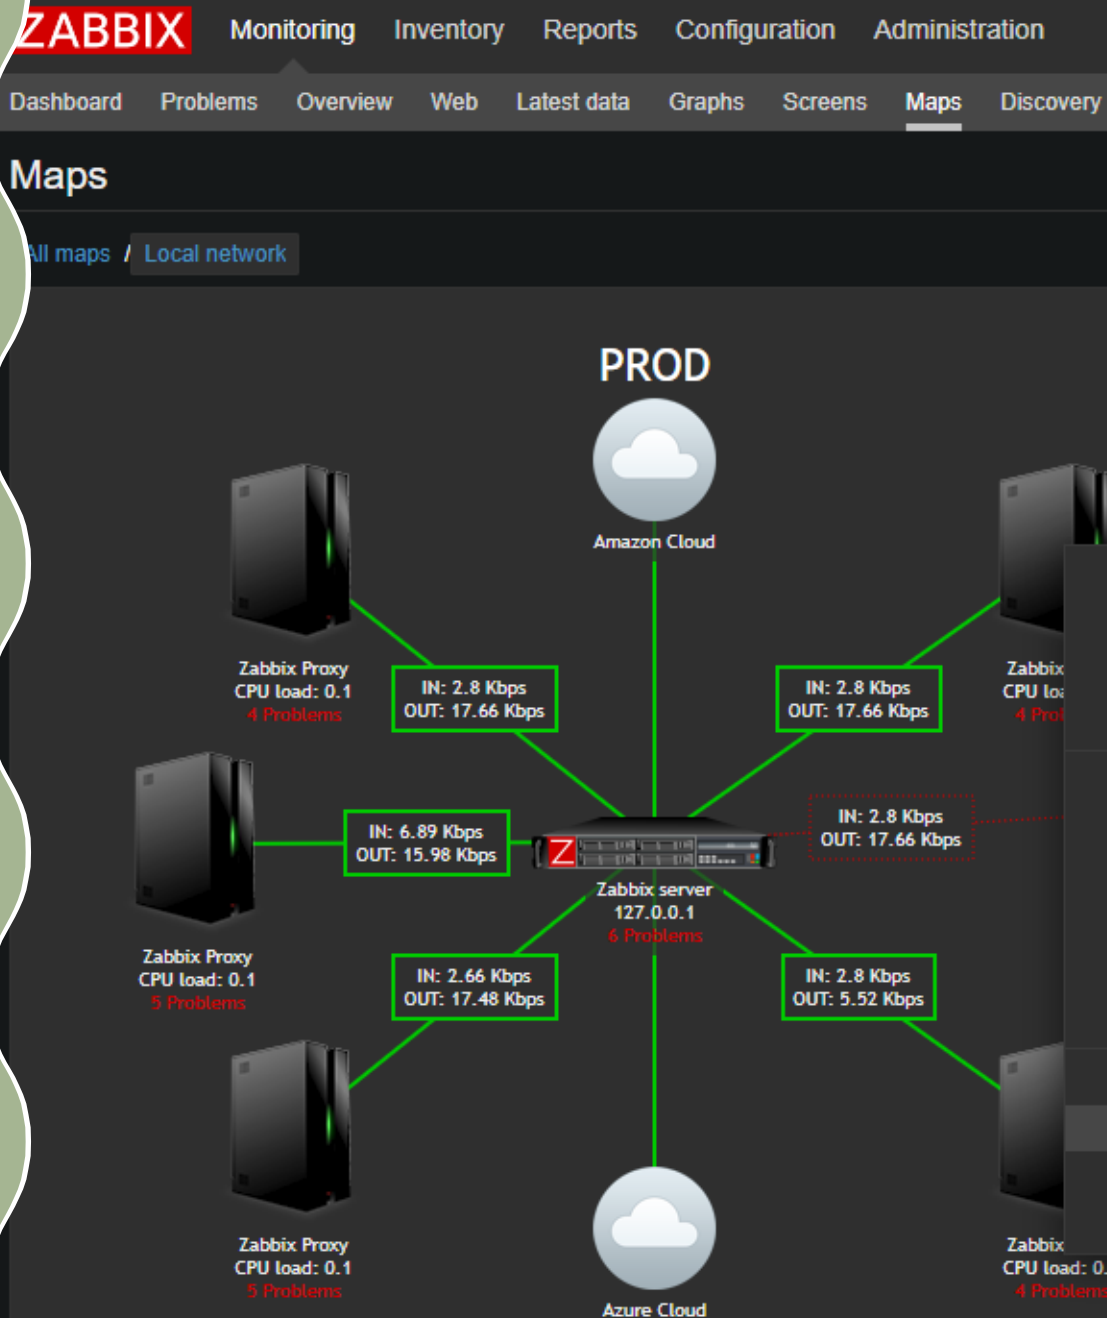 ZABBIX Monitoring Inventory Reports Configuration Administration
Dashboard Problems Overview Web Latest data Graphs Screens Maps Discovery
Maps
All maps / Local network
PROD
Amazon Cloud
Zabbix Proxy
CPU load: 0.1
4 Problems
IN: 2.8 Kbps
OUT: 17.66 Kbps
IN: 2.8 Kbps
OUT: 17.66 Kbps
Zabbix
CPU
4
IN: 6.89 Kbps
OUT: 15.98 Kbps
Z
Zabbix server
127.0.0.1
6 Problems
IN: 2.8 Kbps
OUT: 17.66 Kbps
Zabbix Proxy
CPU load: 0.1
5 Problems
IN: 2.66 Kbps
OUT: 17.48 Kbps
IN: 2.8 Kbps
OUT: 5.52 Kbps
Zabbix Proxy
CPU load: 0.1
5 Problems
Azure Cloud
Zabbix
CPU load: 0.
4 Problems